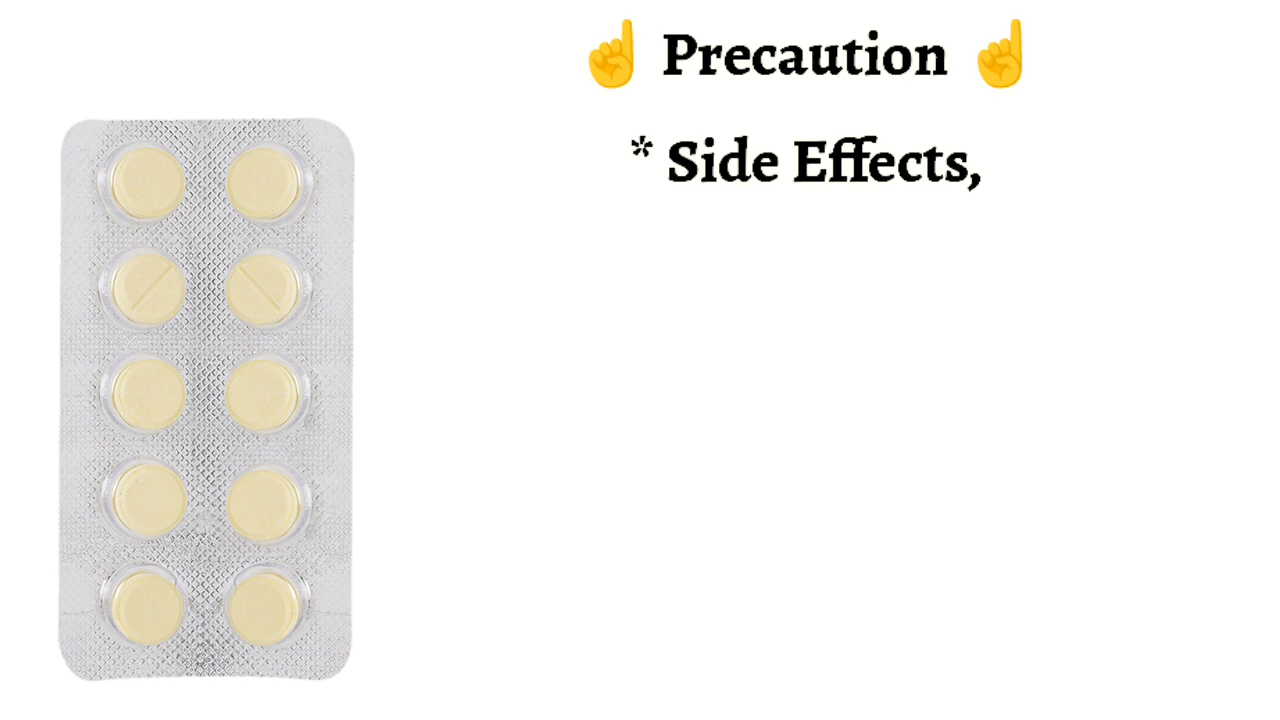 ☝️ Precaution ☝️
* Side Effects,